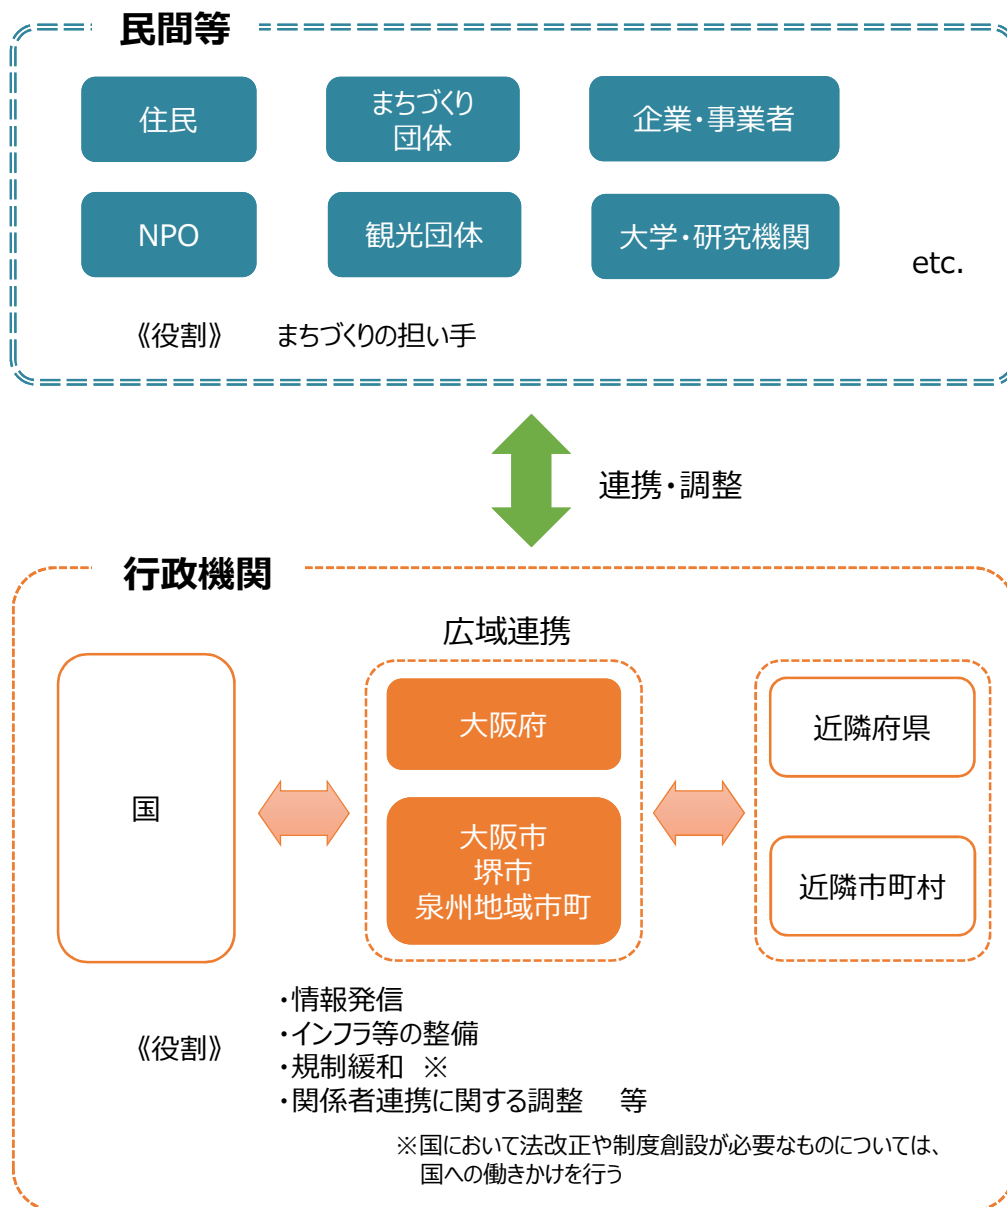 民間等
住民
まちづくり
団体
企業・事業者
NPO
観光団体
大学・研究機関
etc.
《役割》 まちづくりの担い手
連携・調整
行政機関
広域連携
国
大阪府
大阪市
堺市
泉州地域市町
近隣府県
近隣市町村
《役割》
・情報発信
・インフラ等の整備
・規制緩和 ※
・関係者連携に関する調整 等
※国において法改正や制度創設が必要なものについては、
国への働きかけを行う